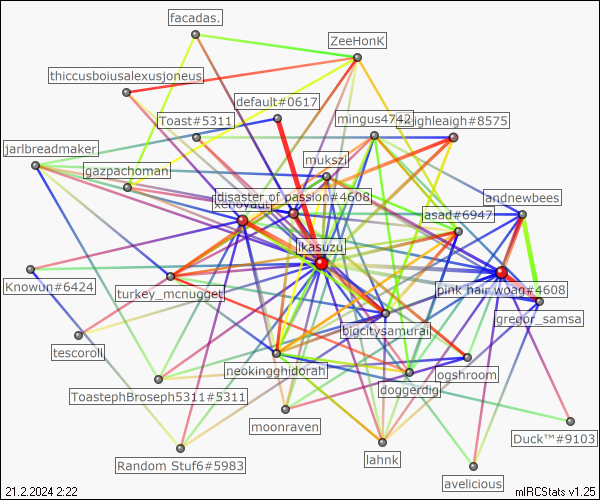 facadas.
ZeeHonK
thiccusboiusalexusjoneus
default#0617
Toast#5311
mingus4742
eighleigh#8575
jarlbreadmaker
mukszi
gazpachoman
disaster of passion#4608
andnewbees
asad#6947
ikasuzu
Knowun#6424
turkey_mcnugget
pink hair woag#4608
gregor_samsa
bigcitysamurai
tescoroll
neokingghidorah
ogshroom
doggerdig
ToastephBroseph5311#5311
moonraven
Duck™#9103
Random Stuf6#5983
lahnk
avelicious
21.2.2024 2:22
mIRCStats v1.25